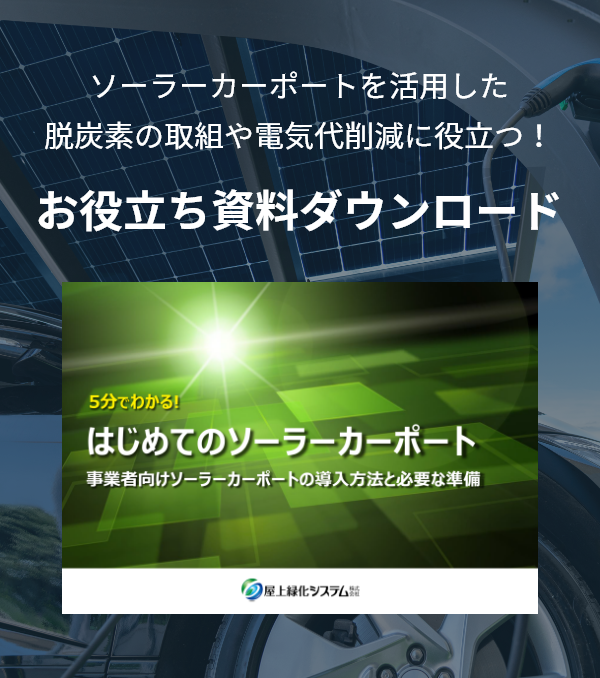 ソーラーカーポートを活用した
脱炭素の取組や電気代削減に役立つ！
お役立ち資料ダウンロード
5分でわかる!
はじめてのソーラーカーポート
事業者向けソーラーカーポートの導入方法と必要な準備
屋上緑化システム株式会社